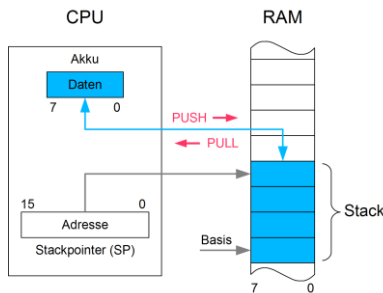 CPU
RAM
Akku
Daten
7 0
PUSH
PULL
15 0
Adresse
Stackpointer (SP)
Stack
Basis
7 0